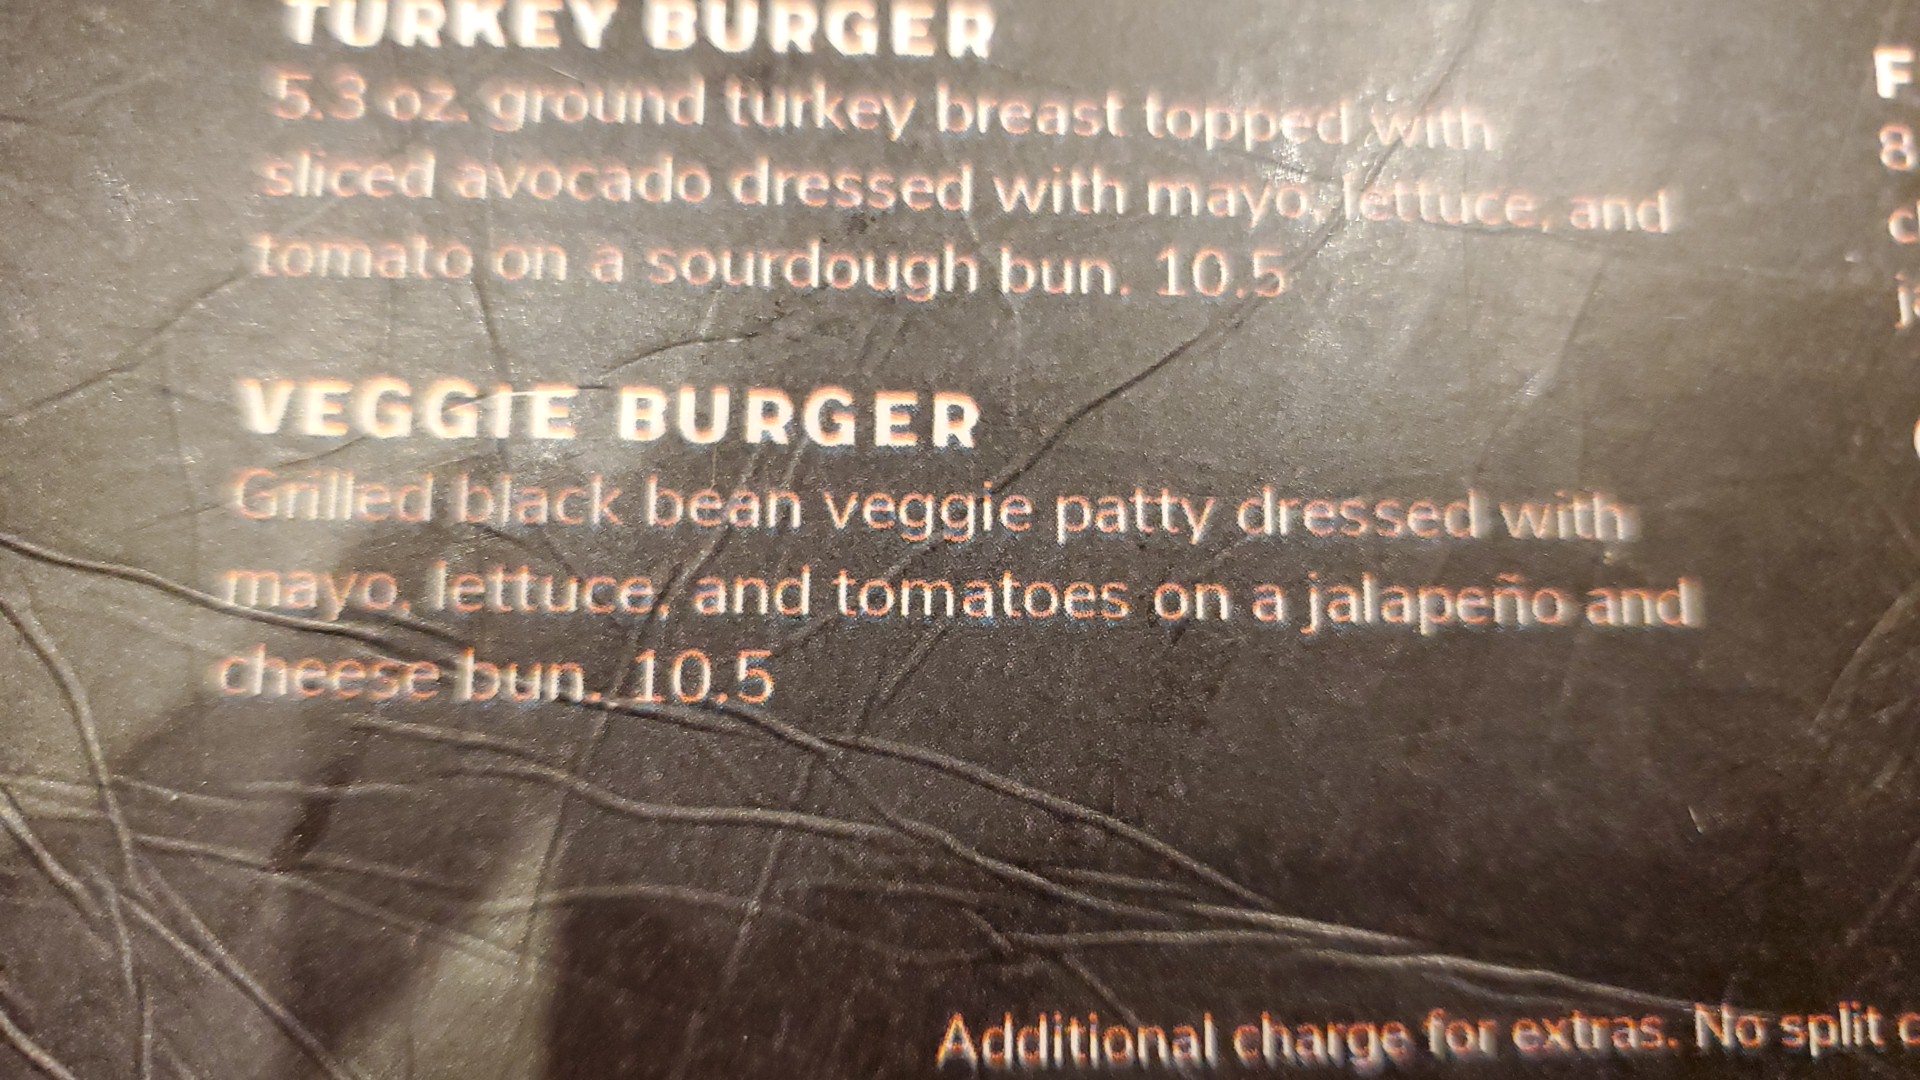 TURKEY BURGER
5.3 oz. ground turkey breast topped with
sliced avocado dressed with mayo, lettuce, and
tomato on a sourdough bun. 10.5
VEGGIE BURGER
Grilled black bean veggie patty dressed with
mayo, lettuce, and tomatoes on a jalapeño and
cheese bun. 10.5
Additional charge for extras. No split